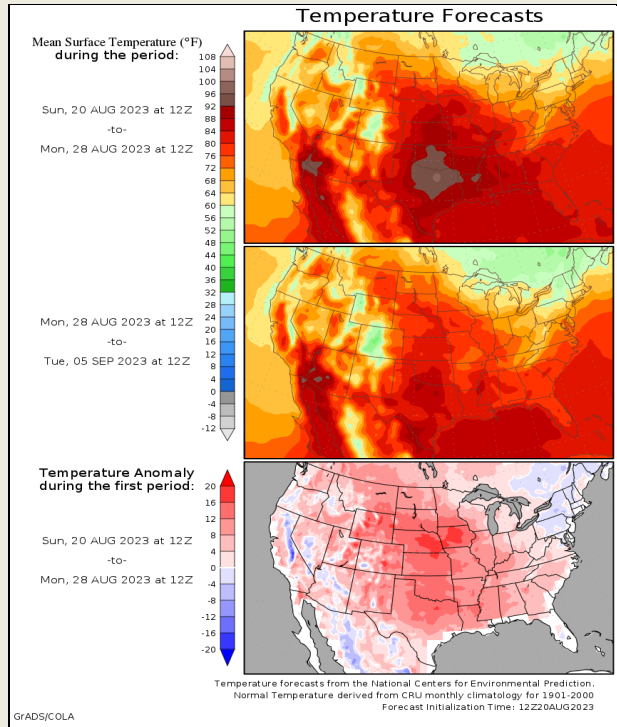 Temperature Forecasts
Mean Surface Temperature (°F)
during the period:
Sun, 20 AUG 2023 at 12Z
-to-
Mon, 28 AUG 2023 at 12Z
108
104
100
96
92
88
84
80
76
72
68
64
60
56
52
48
44
40
36
32
28
24
20
16
12
8
4
0
-4
-8
-12
Mon, 28 AUG 2023 at 12Z
-to-
Tue, 05 SEP 2023 at 12Z
Temperature Anomaly
during the first period:
Sun, 20 AUG 2023 at 12Z
-to-
Mon, 28 AUG 2023 at 12Z
20
16
12
8
4
0
-4
-8
-12
-16
-20
Temperature forecasts from the National Centers for Environmental Prediction.
Normal Temperature derived from CRU monthly climatology for 1901-2000
Forecast Initialization Time: 12Z20AUG2023
GrADS/COLA